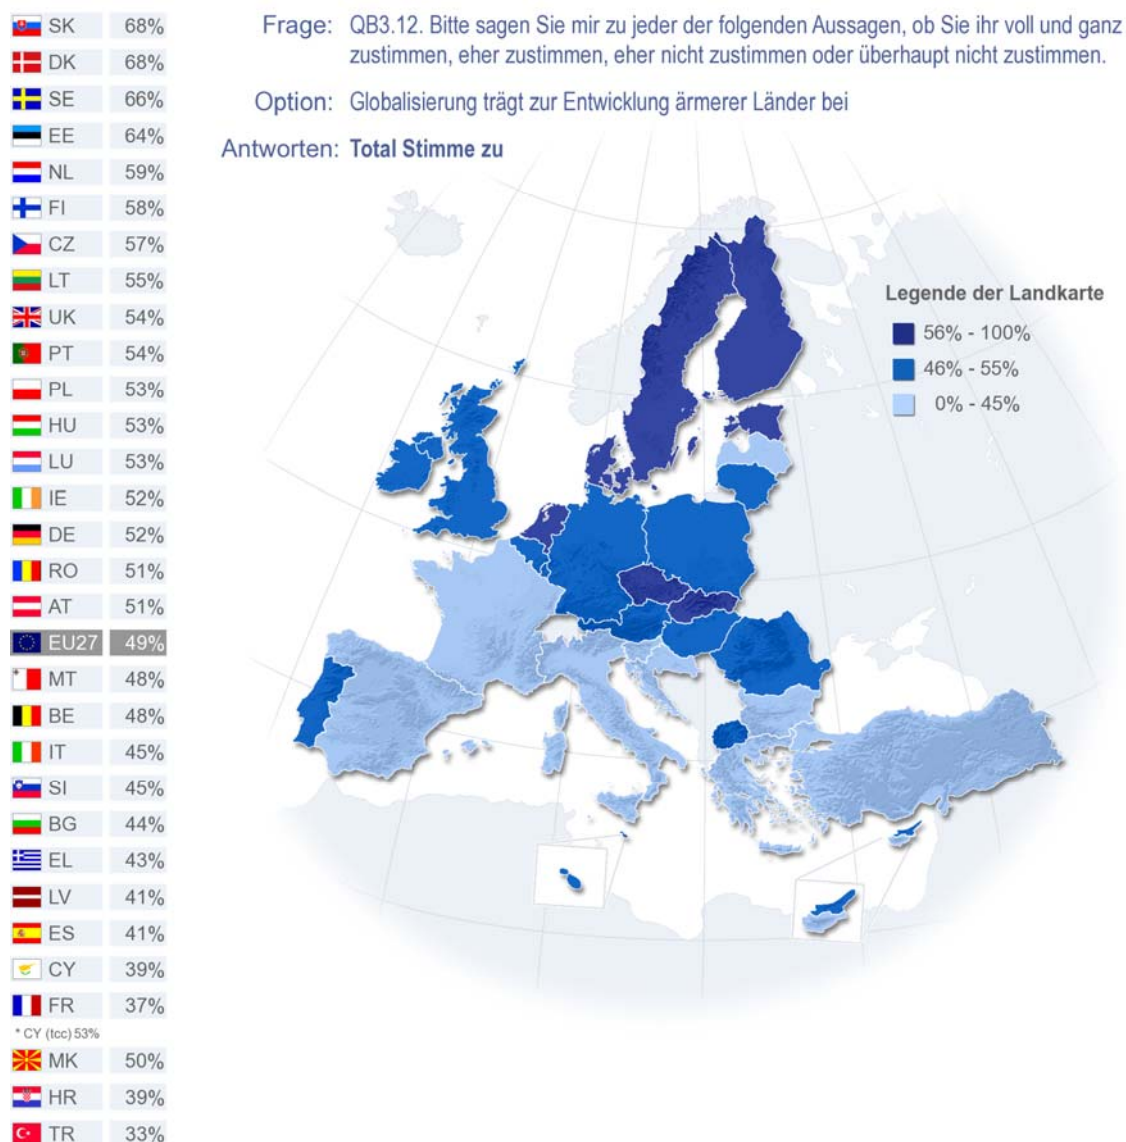 SK 68%
DK 68%
SE 66%
EE 64%
NL 59%
FI 58%
CZ 57%
LT 55%
UK 54%
PT 54%
PL 53%
HU 53%
LU 53%
IE 52%
DE 52%
RO 51%
AT 51%
EU27 49%
MT 48%
BE 48%
IT 45%
SI 45%
BG 44%
EL 43%
LV 41%
ES 41%
CY 39%
FR 37%
* CY (tcc) 53%
MK 50%
HR 39%
TR 33%
Frage: QB3.12. Bitte sagen Sie mir zu jeder der folgenden Aussagen, ob Sie ihr voll und ganz
zustimmen, eher zustimmen, eher nicht zustimmen oder überhaupt nicht zustimmen.
Option: Globalisierung trägt zur Entwicklung ärmerer Länder bei
Antworten: Total Stimme zu
Legende der Landkarte
56% - 100%
46% - 55%
0% - 45%